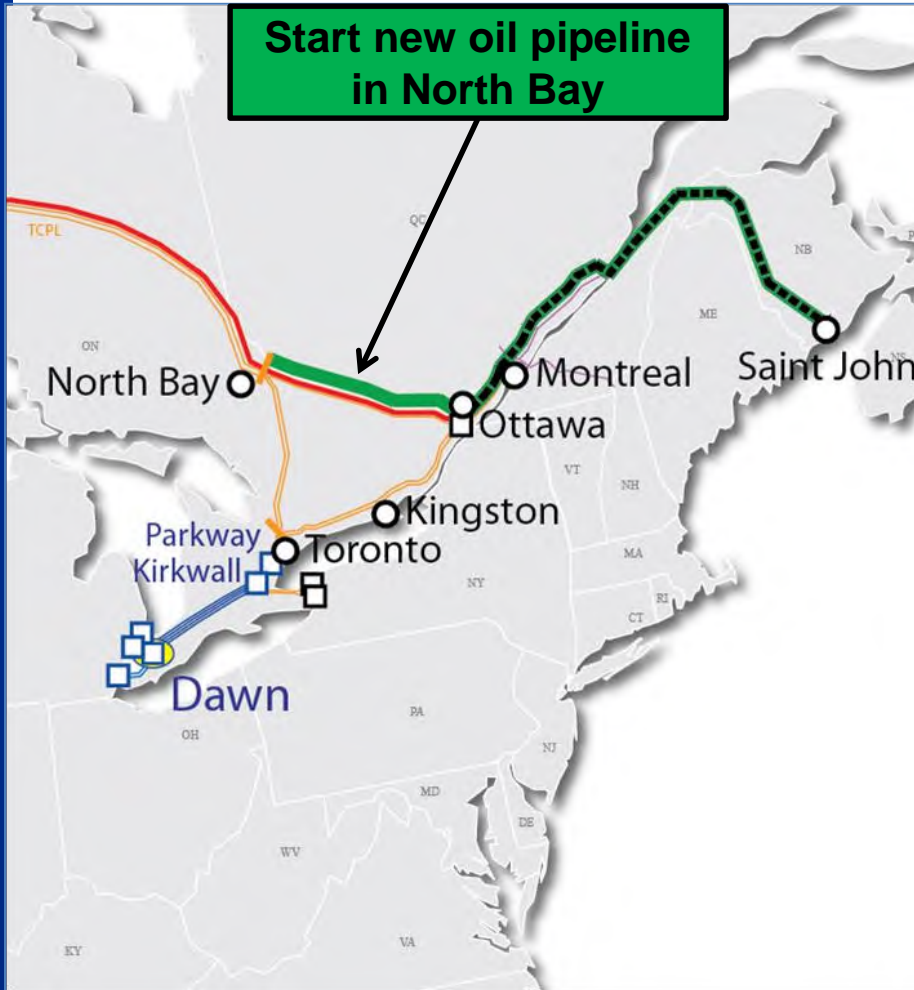 Start new oil pipeline
in North Bay
QC
TCPL
NB
P
ME
ON
North Bay
Montreal
Saint John
NS
Ottawa
VT
NH
Kingston
Parkway
Toronto
Kirkwall
MA
NY
RI
CT
Dawn
PA
OH
NJ
MD
DE
WV
VA
KY